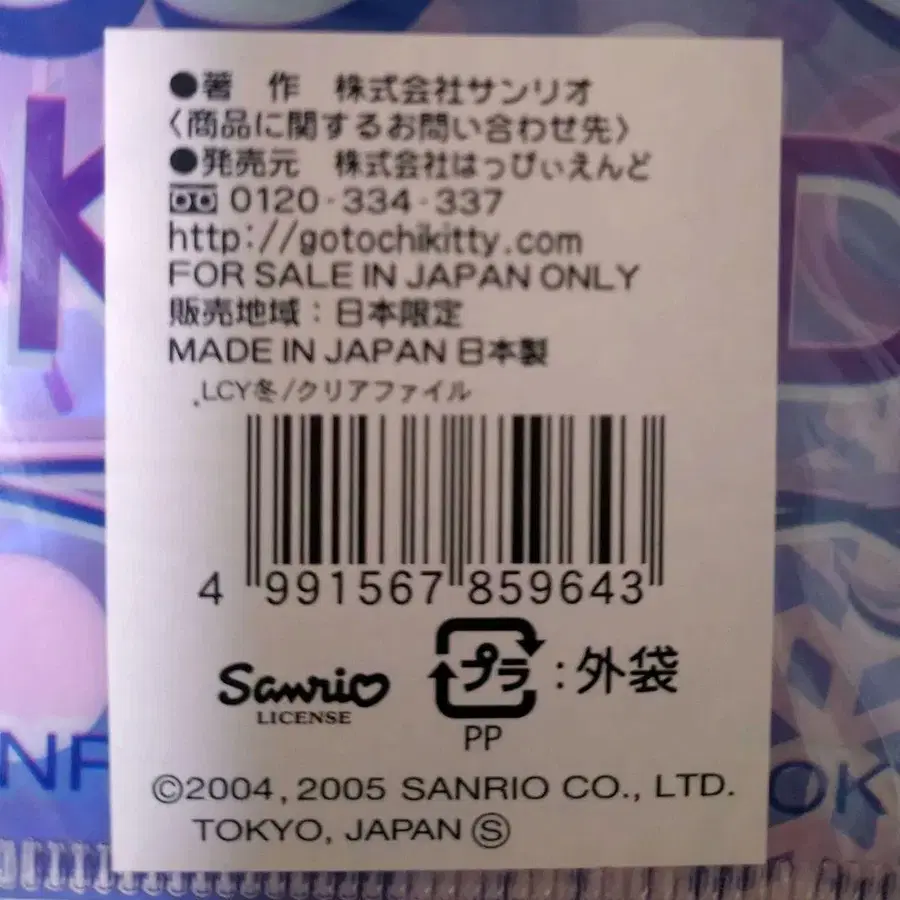 ●著　作　株式会社サンリオ
〈商品に関するお問い合わせ先〉
●発売元　株式会社はっぴぃえんど
0120-334-337
http://gotochikitty.com
FOR SALE IN JAPAN ONLY
販売地域：日本限定
MADE IN JAPAN 日本製
.LCY冬/クリアファイル
4 991567 859643
Sanrio
LICENSE
プラ：外袋
PP
©2004, 2005 SANRIO CO., LTD.
TOKYO, JAPAN Ⓢ
K
D
OK